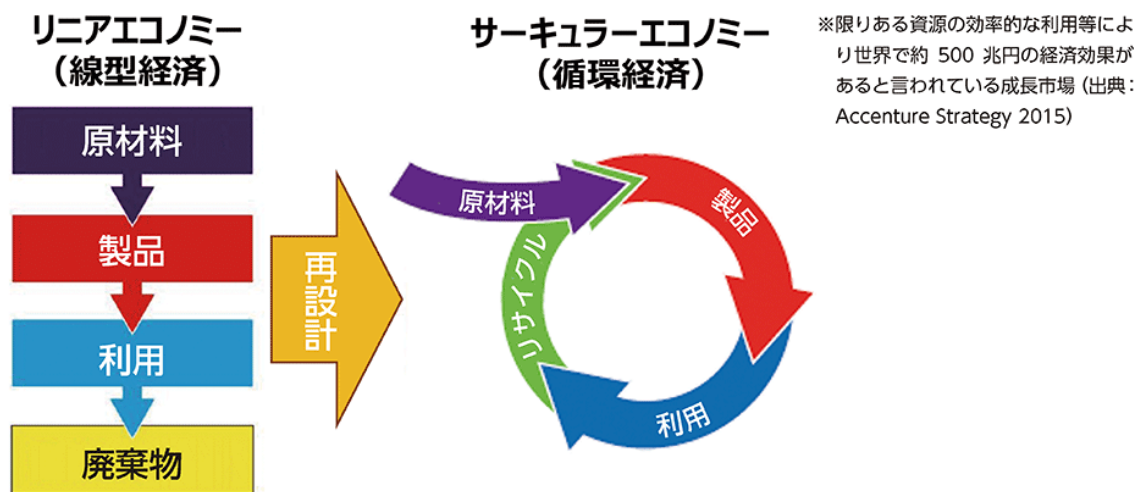 リニアエコノミー
（線型経済）
原材料
製品
利用
廃棄物
再設計
サーキュラーエコノミー
（循環経済）
原材料
製品
利用
リサイクル
※限りある資源の効率的な利用等によ
り世界で約 500 兆円の経済効果が
あると言われている成長市場（出典：
Accenture Strategy 2015）